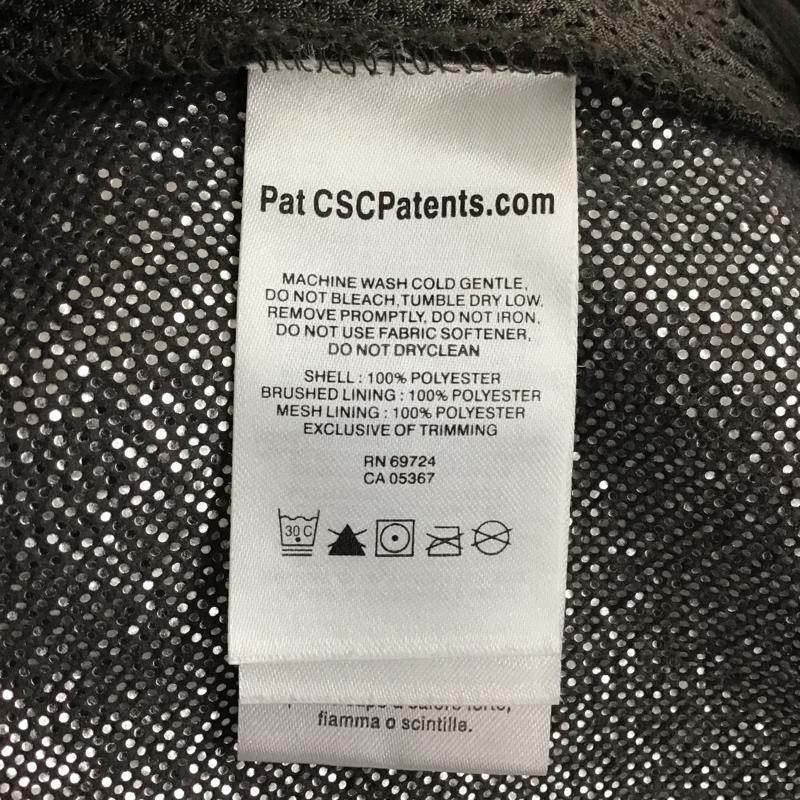 Pat CSCPatents.com
MACHINE WASH COLD GENTLE,
DO NOT BLEACH,TUMBLE DRY LOW,
REMOVE PROMPTLY, DO NOT IRON,
DO NOT USE FABRIC SOFTENER,
DO NOT DRYCLEAN
SHELL : 100% POLYESTER
BRUSHED LINING : 100% POLYESTER
MESH LINING : 100% POLYESTER
EXCLUSIVE OF TRIMMING
RN 69724
CA 05367
30 C
fiamma o scintille.